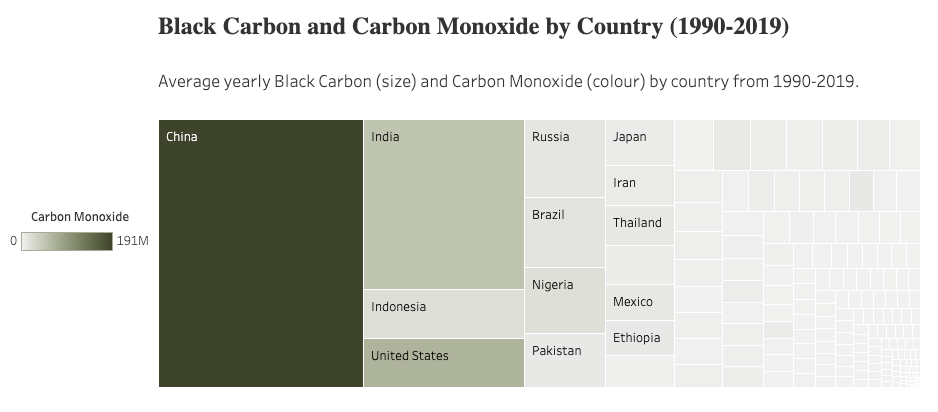 Black Carbon and Carbon Monoxide by Country (1990-2019)
Average yearly Black Carbon (size) and Carbon Monoxide (colour) by country from 1990-2019.
Carbon Monoxide
0 191M
China
India
Indonesia
United States
Russia
Brazil
Nigeria
Pakistan
Japan
Iran
Thailand
Mexico
Ethiopia